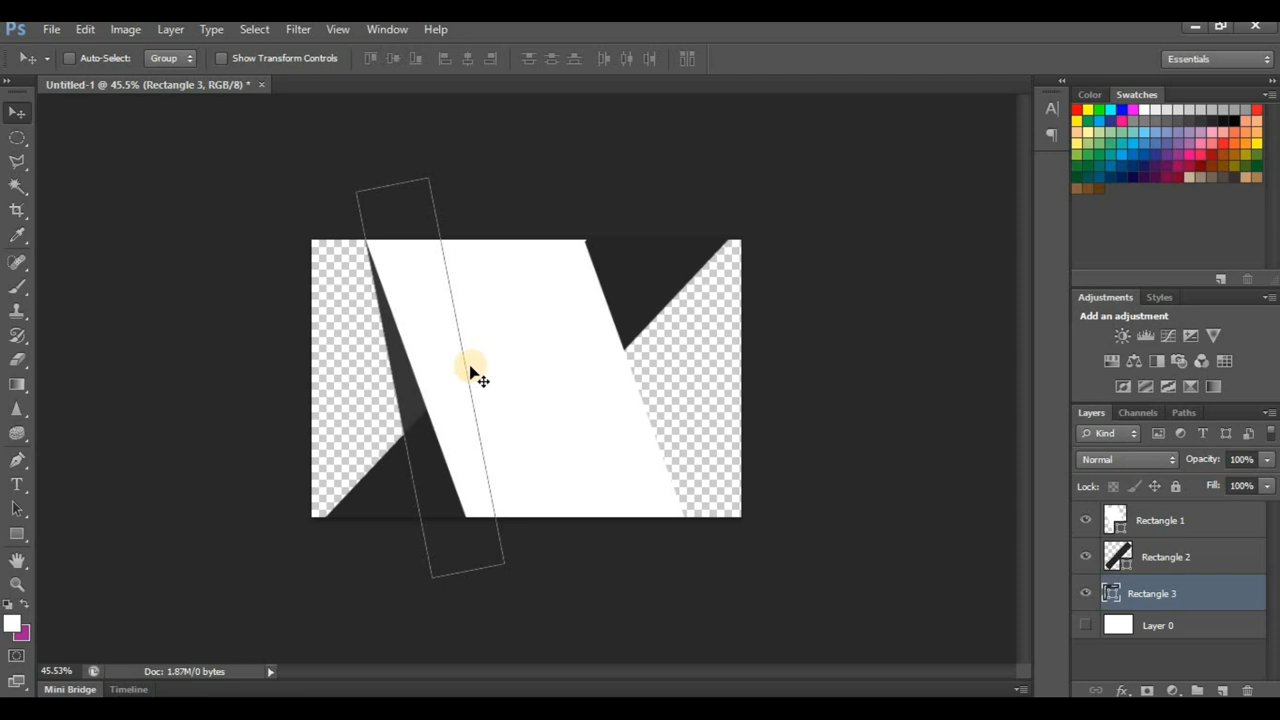 Ps File Edit Image Layer Type Select Filter View Window Help
Auto-Select: Group Show Transform Controls Essentials
Untitled-1 @ 45.5% (Rectangle 3, RGB/8) * ×
Color Swatches
A
Adjustments Styles
Add an adjustment
Layers Channels Paths
Kind T
Normal Opacity: 100%
Lock: Fill: 100%
Rectangle 1
Rectangle 2
Rectangle 3
Layer 0
T
45.53% Doc: 1.87M/0 bytes
fx
Mini Bridge Timeline